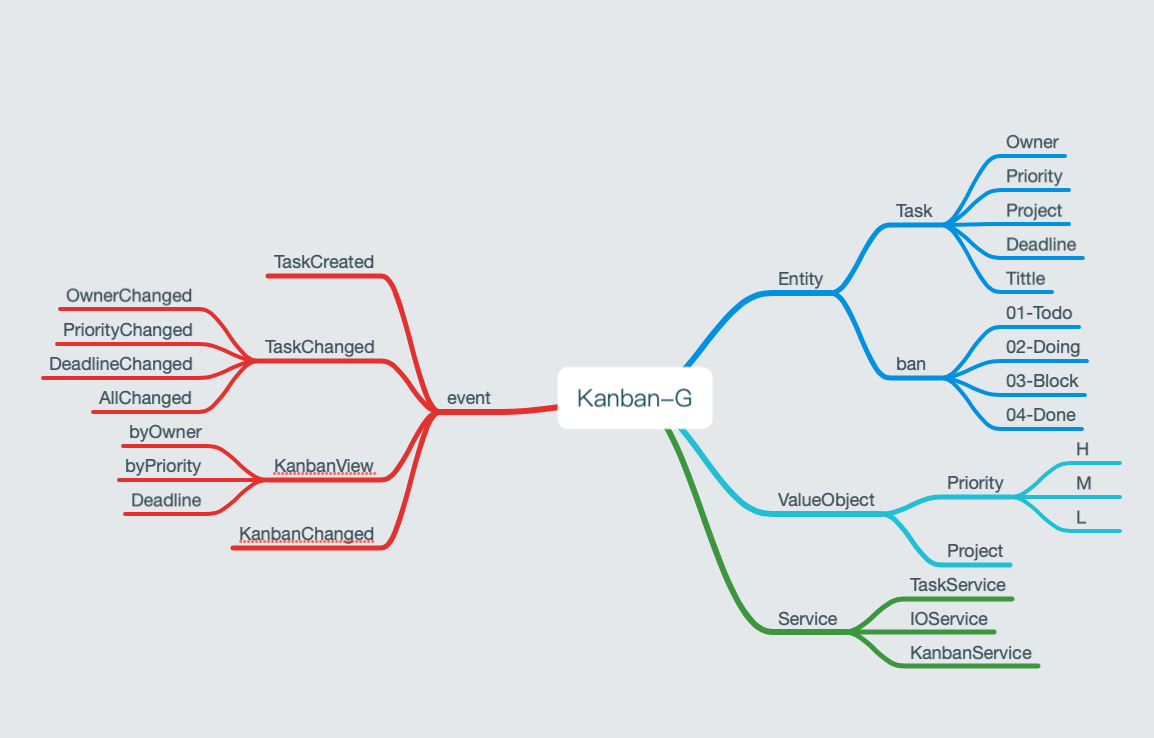 Kanban–G
Entity
Task
Owner
Priority
Project
Deadline
Tittle
ban
01-Todo
02-Doing
03-Block
04-Done
ValueObject
Priority
H
M
L
Project
Service
TaskService
IOService
KanbanService
event
TaskCreated
TaskChanged
OwnerChanged
PriorityChanged
DeadlineChanged
AllChanged
KanbanView
byOwner
byPriority
Deadline
KanbanChanged